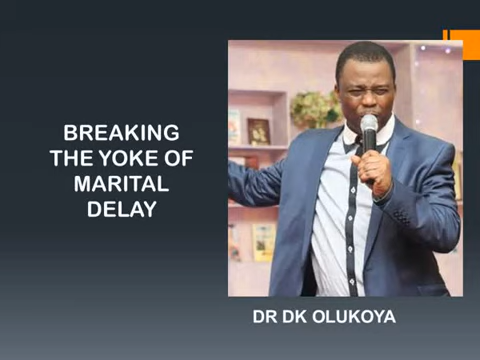 BREAKING
THE YOKE OF
MARITAL
DELAY
DR DK OLUKOYA